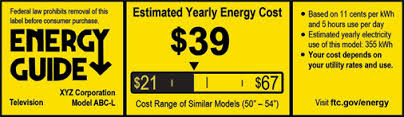 Federal law prohibits removal of this
label before consumer purchase.
ENERGY
GUIDE
XYZ Corporation
Television
Model ABC-L
Estimated Yearly Energy Cost
$39
$21
$67
Cost Range of Similar Models (50" – 54")
• Based on 11 cents per kWh
and 5 hours use per day
• Estimated yearly electricity
use of this model: 355 kWh
• Your cost depends on
your utility rates and use.
Visit ftc.gov/energy